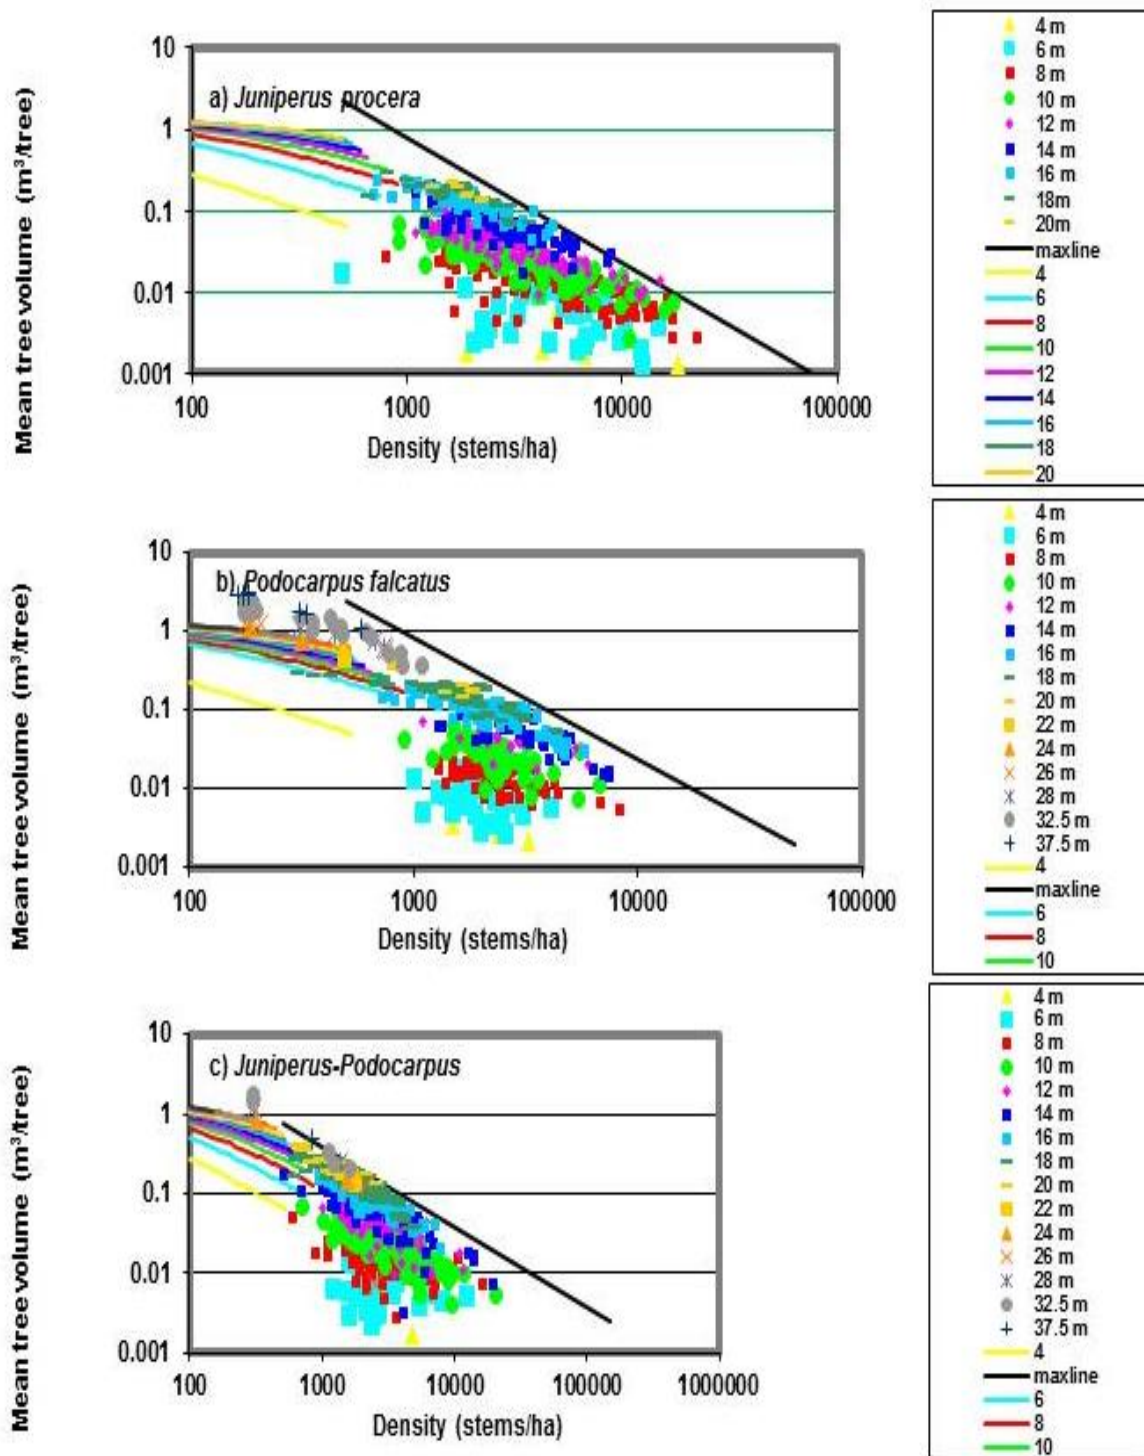 Mean tree volume (m³/tree)
10
1
0.1
0.01
0.001
a) Juniperus procera
100
1000
10000
100000
Density (stems/ha)
4 m
6 m
8 m
10 m
12 m
14 m
16 m
18m
20m
maxline
4
6
8
10
12
14
16
18
20
Mean tree volume (m³/tree)
10
1
0.1
0.01
0.001
b) Podocarpus falcatus
100
1000
10000
100000
Density (stems/ha)
4 m
6 m
8 m
10 m
12 m
14 m
16 m
18 m
20 m
22 m
24 m
26 m
28 m
32.5 m
37.5 m
4
maxline
6
8
10
Mean tree volume (m³/tree)
10
1
0.1
0.01
0.001
c) Juniperus-Podocarpus
100
1000
10000
100000
1000000
Density (stems/ha)
4 m
6 m
8 m
10 m
12 m
14 m
16 m
18 m
20 m
22 m
24 m
26 m
28 m
32.5 m
37.5 m
4
maxline
6
8
10